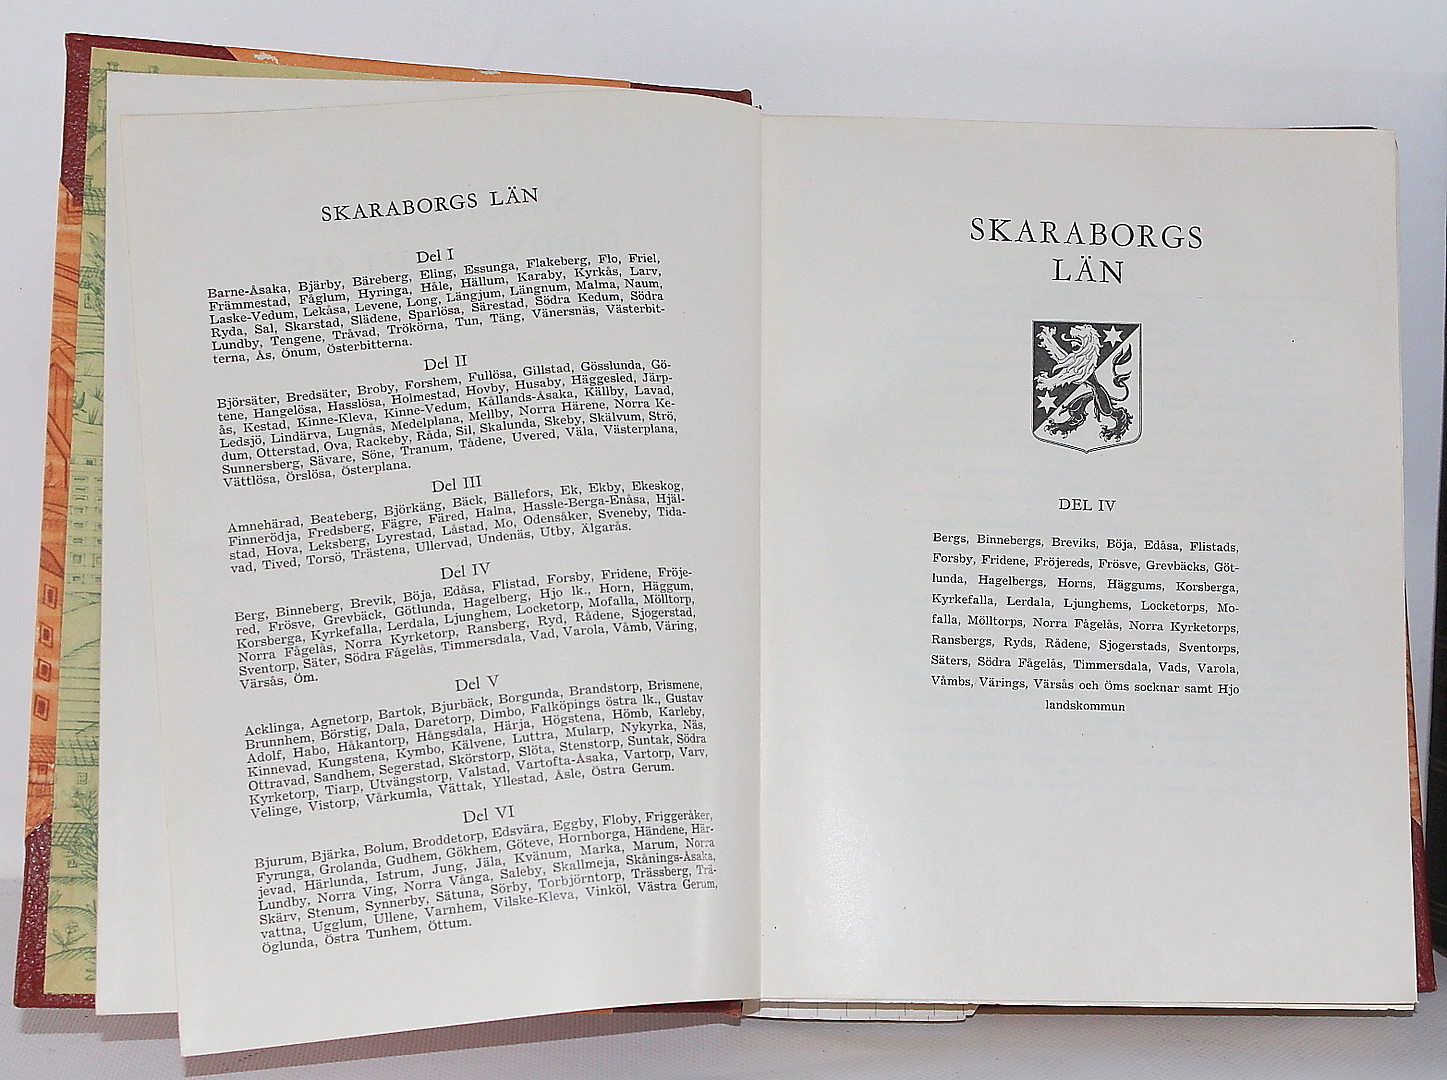 SKARABORGS LÄN
Del I
Barne-Åsaka, Bjärby, Bäreberg, Eling, Essunga, Flakeberg, Flo, Friel,
Främmestad, Fåglum, Hyringa, Håle, Hällum, Karaby, Kyrkås, Larv,
Laske-Vedum, Lekåsa, Levene, Long, Längjum, Längnum, Malma, Naum,
Ryda, Sal, Skarstad, Slädene, Sparlösa, Särestad, Södra Kedum, Södra
Lundby, Tengene, Tråvad, Trökörna, Tun, Täng, Vänersnäs, Västerbit-
terna, Ås, Önum, Österbitterna.
Del II
Björsäter, Bredsäter, Broby, Forshem, Fullösa, Gillstad, Gösslunda, Gö-
tene, Hangelösa, Hasslösa, Holmestad, Hovby, Husaby, Häggesled, Järp-
ås, Kestad, Kinne-Kleva, Kinne-Vedum, Kållands-Åsaka, Källby, Lavad,
Ledsjö, Lindärva, Lugnås, Medelplana, Mellby, Norra Härene, Norra Ke-
dum, Otterstad, Ova, Rackeby, Råda, Sil, Skalunda, Skeby, Skälvum, Strö,
Sunnersberg, Sävare, Söne, Tranum, Tådene, Uvered, Väla, Västerplana,
Vättlösa, Örslösa, Österplana.
Del III
Amnehärad, Beateberg, Björkäng, Bäck, Bällefors, Ek, Ekby, Ekeskog,
Finnerödja, Fredsberg, Fägre, Färed, Halna, Hassle-Berga-Enåsa, Hjäl-
stad, Hova, Leksberg, Lyrestad, Låstad, Mo, Odensåker, Sveneby, Tida-
vad, Tived, Torsö, Trästena, Ullervad, Undenäs, Utby, Älgarås.
Del IV
Berg, Binneberg, Brevik, Böja, Edåsa, Flistad, Forsby, Fridene, Fröje-
red, Frösve, Grevbäck, Götlunda, Hagelberg, Hjo lk., Horn, Häggum,
Korsberga, Kyrkefalla, Lerdala, Ljunghem, Locketorp, Mofalla, Mölltorp,
Norra Fågelås, Norra Kyrketorp, Ransberg, Ryd, Rådene, Sjogerstad,
Sventorp, Säter, Södra Fågelås, Timmersdala, Vad, Varola, Våmb, Väring,
Värsås, Öm.
Del V
Acklinga, Agnetorp, Bartok, Bjurbäck, Borgunda, Brandstorp, Brismene,
Brunnhem, Börstig, Dala, Daretorp, Dimbo, Falköpings östra lk., Gustav
Adolf, Habo, Håkantorp, Hångsdala, Härja, Högstena, Hömb, Karleby,
Kinnevad, Kungstena, Kymbo, Kälvene, Luttra, Mularp, Nykyrka, Näs,
Ottravad, Sandhem, Segerstad, Skörstorp, Slöta, Stenstorp, Suntak, Södra
Kyrketorp, Tiarp, Utvängstorp, Valstad, Vartofta-Åsaka, Vartorp, Varv,
Velinge, Vistorp, Vårkumla, Vättak, Yllestad, Åsle, Östra Gerum.
Del VI
Bjurum, Bjärka, Bolum, Broddetorp, Edsvära, Eggby, Floby, Friggeråker,
Fyrunga, Grolanda, Gudhem, Gökhem, Göteve, Hornborga, Händene, Här-
jevad, Härlunda, Istrum, Jung, Jäla, Kvänum, Marka, Marum, Norra
Lundby, Norra Ving, Norra Vånga, Saleby, Skallmeja, Skånings-Åsaka,
Skärv, Stenum, Synnerby, Sätuna, Sörby, Torbjörntorp, Trässberg, Trä-
vattna, Ugglum, Ullene, Varnhem, Vilske-Kleva, Vinköl, Västra Gerum,
Öglunda, Östra Tunhem, Öttum.
SKARABORGS
LÄN
DEL IV
Bergs, Binnebergs, Breviks, Böja, Edåsa, Flistads,
Forsby, Fridene, Fröjereds, Frösve, Grevbäcks, Göt-
lunda, Hagelbergs, Horns, Häggums, Korsberga,
Kyrkefalla, Lerdala, Ljunghems, Locketorps, Mo-
falla, Mölltorps, Norra Fågelås, Norra Kyrketorps,
Ransbergs, Ryds, Rådene, Sjogerstads, Sventorps,
Säters, Södra Fågelås, Timmersdala, Vads, Varola,
Våmbs, Värings, Värsås och Öms socknar samt Hjo
landskommun